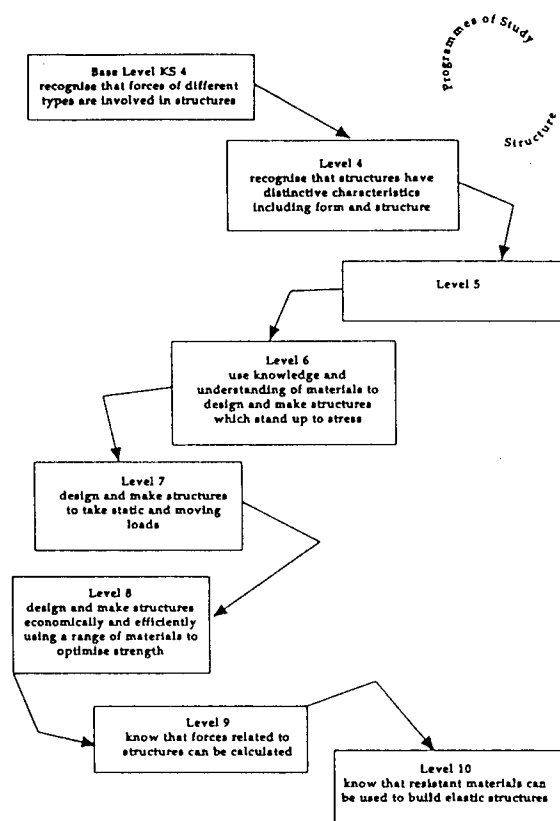 Programmes of Study
Structure
Base Level KS 4
recognise that forces of different
types are involved in structures
Level 4
recognise that structures have
distinctive characteristics
including form and structure
Level 5
Level 6
use knowledge and
understanding of materials to
design and make structures
which stand up to stress
Level 7
design and make structures
to take static and moving
loads
Level 8
design and make structures
economically and efficiently
using a range of materials to
optimise strength
Level 9
know that forces related to
structures can be calculated
Level 10
know that resistant materials can
be used to build elastic structures